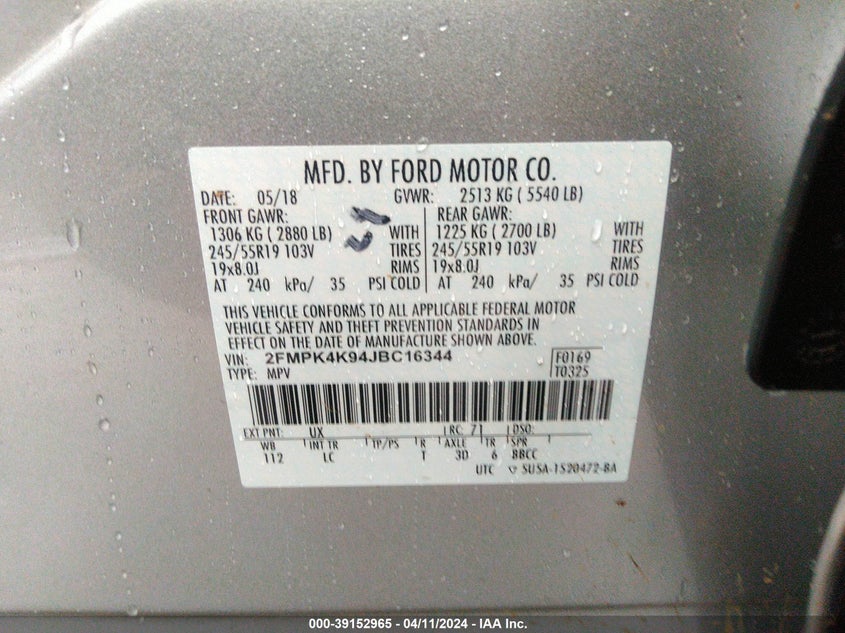 MFD. BY FORD MOTOR CO.
DATE: 05/18 GVWR: 2513 KG ( 5540 LB)
FRONT GAWR: REAR GAWR:
1306 KG ( 2880 LB) WITH 1225 KG ( 2700 LB) WITH
245/55R19 103V TIRES 245/55R19 103V TIRES
19x8.0J RIMS 19x8.0J RIMS
AT 240 kPa/ 35 PSI COLD AT 240 kPa/ 35 PSI COLD
THIS VEHICLE CONFORMS TO ALL APPLICABLE FEDERAL MOTOR
VEHICLE SAFETY AND THEFT PREVENTION STANDARDS IN
EFFECT ON THE DATE OF MANUFACTURE SHOWN ABOVE.
VIN: 2FMPK4K94JBC16344 F0169
TYPE: MPV T0325
EXT PNT: UX RC: 71 DSO:
WB INT TR TP/PS R AXLE TR SPR
112 LC T 3D 6 BBCC
UTC 5U5A-1520472-BA
000-39152965 - 04/11/2024 - IAA Inc.